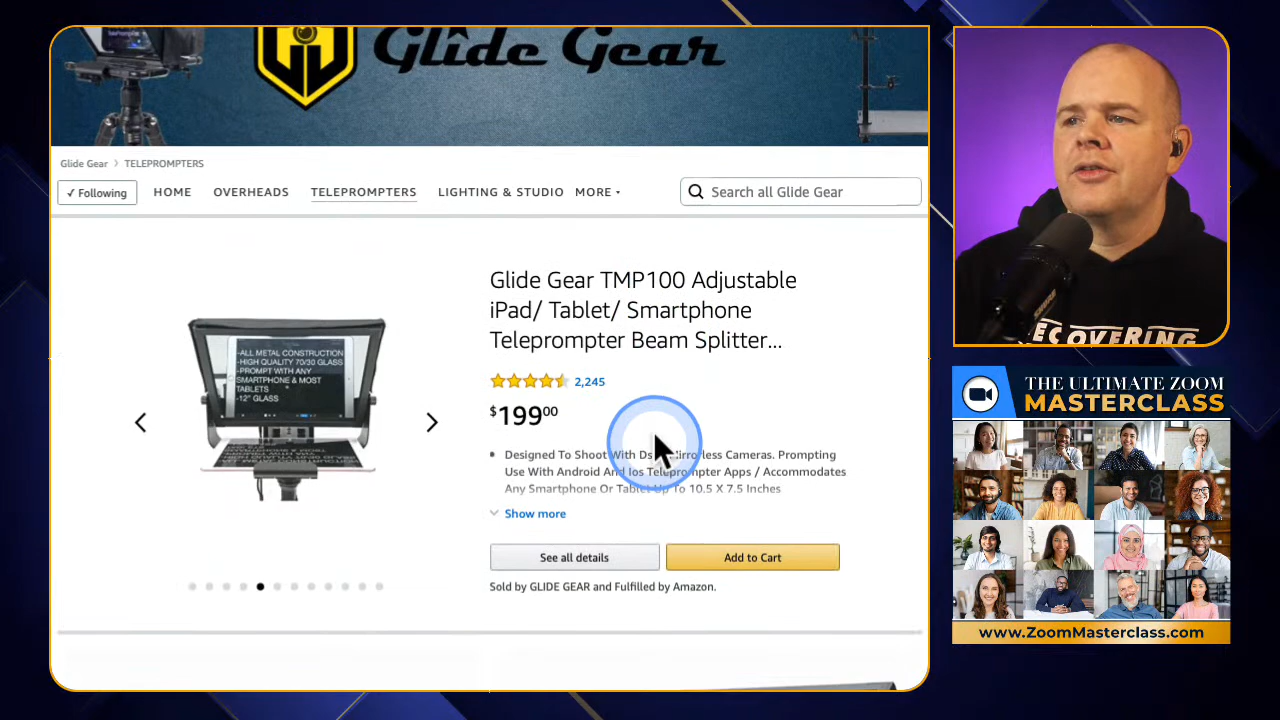 Glide Gear
Glide Gear > TELEPROMPTERS
✓ Following
HOME
OVERHEADS
TELEPROMPTERS
LIGHTING & STUDIO
MORE
Search all Glide Gear
Glide Gear TMP100 Adjustable
iPad/ Tablet/ Smartphone
Teleprompter Beam Splitter...
-ALL METAL CONSTRUCTION
-HIGH QUALITY 70/30 GLASS
-PROMPT WITH ANY
SMARTPHONE & MOST
TABLETS
-12" GLASS
2,245
$199.00
• Designed To Shoot With Ds Mirrorless Cameras. Prompting
Use With Android And Ios Teleprompter Apps / Accommodates
Any Smartphone Or Tablet Up To 10.5 X 7.5 Inches
Show more
See all details
Add to Cart
Sold by GLIDE GEAR and Fulfilled by Amazon.
RECOVERING
THE ULTIMATE ZOOM
MASTERCLASS
www.ZoomMasterclass.com